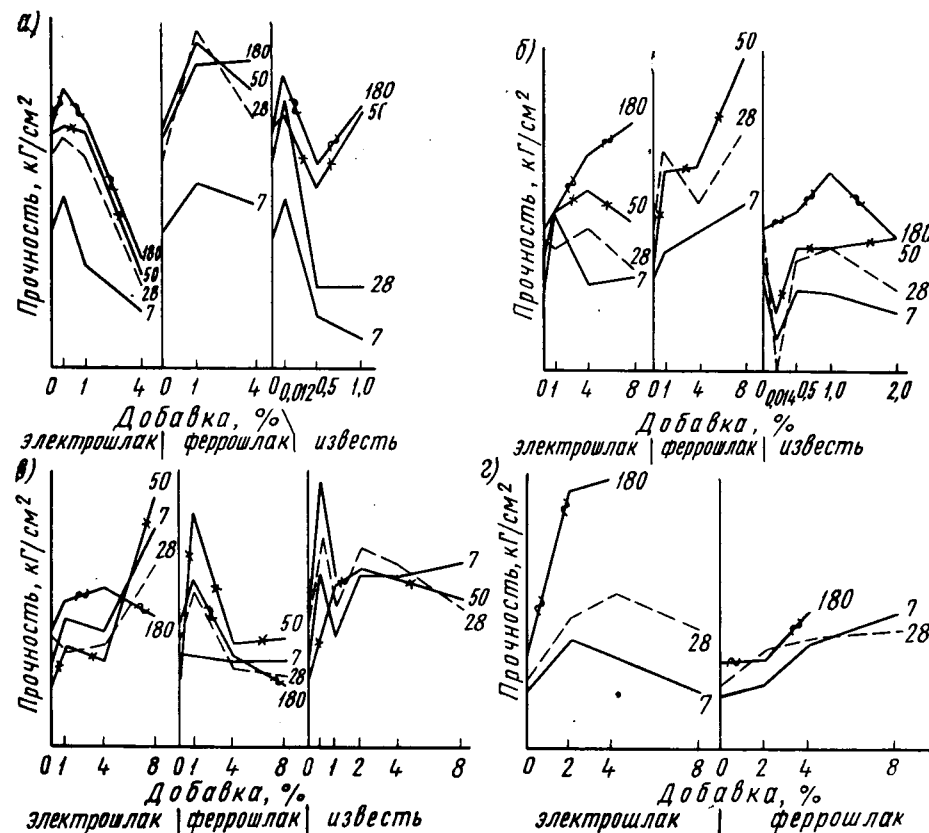 а)
Прочность, кГ/см²
180
50
28
7
180
50
28
7
180
50
28
7
0 1 4 0 1 4 0 0,012 0,5 1,0
Добавка, %
электрошлак феррошлак известь
б)
Прочность, кГ/см²
180
50
28
7
50
28
7
180
50
28
7
0 1 4 8 0 1 4 8 0 0,014 0,5 1,0 2,0
Добавка, %
электрошлак феррошлак известь
в)
Прочность, кГ/см²
50
7
28
180
50
7
28
180
7
50
28
0 1 4 8 0 1 4 8 0 1 4 8
Добавка, %
электрошлак феррошлак известь
г)
Прочность, кГ/см²
180
28
7
180
7
28
0 2 4 8 0 2 4 8
Добавка, %
электрошлак феррошлак